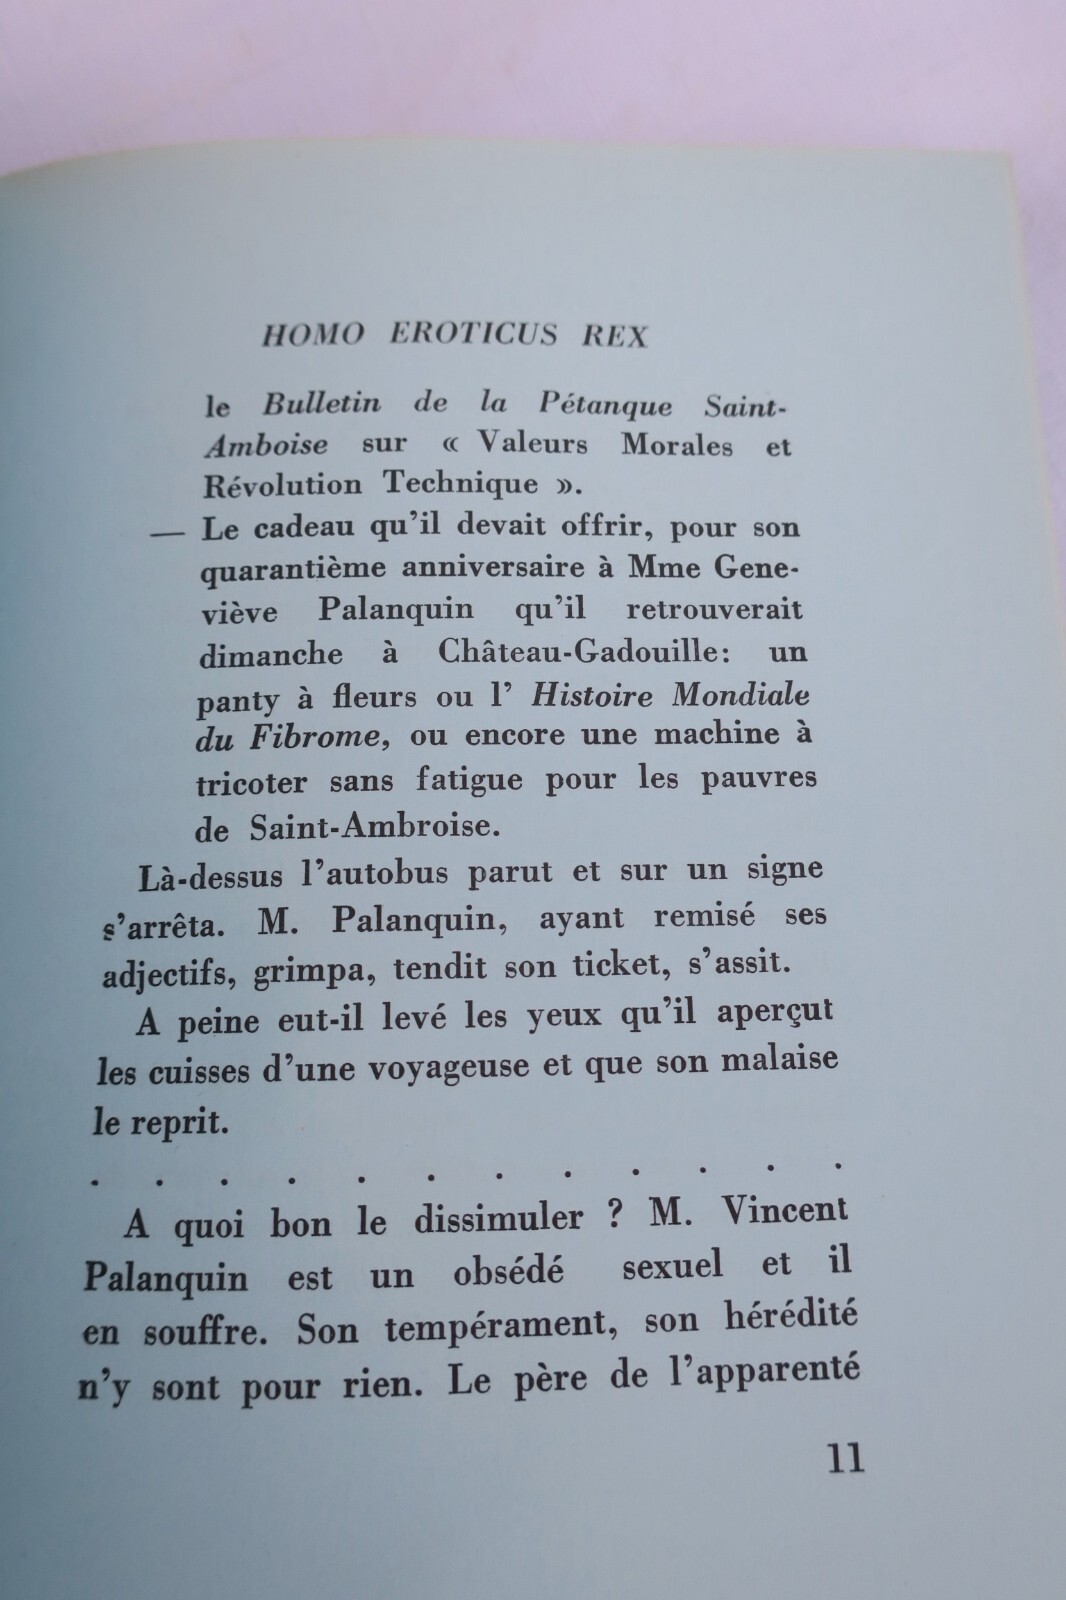 HOMO EROTICUS REX
le Bulletin de la Pétanque Saint-
Amboise sur « Valeurs Morales et
Révolution Technique ».
— Le cadeau qu'il devait offrir, pour son
quarantième anniversaire à Mme Gene-
viève Palanquin qu'il retrouverait
dimanche à Château-Gadouille: un
panty à fleurs ou l' Histoire Mondiale
du Fibrome, ou encore une machine à
tricoter sans fatigue pour les pauvres
de Saint-Ambroise.
Là-dessus l'autobus parut et sur un signe
s'arrêta. M. Palanquin, ayant remisé ses
adjectifs, grimpa, tendit son ticket, s'assit.
A peine eut-il levé les yeux qu'il aperçut
les cuisses d'une voyageuse et que son malaise
le reprit.
. . . . . . . . . . . .
A quoi bon le dissimuler ? M. Vincent
Palanquin est un obsédé sexuel et il
en souffre. Son tempérament, son hérédité
n'y sont pour rien. Le père de l'apparenté
11